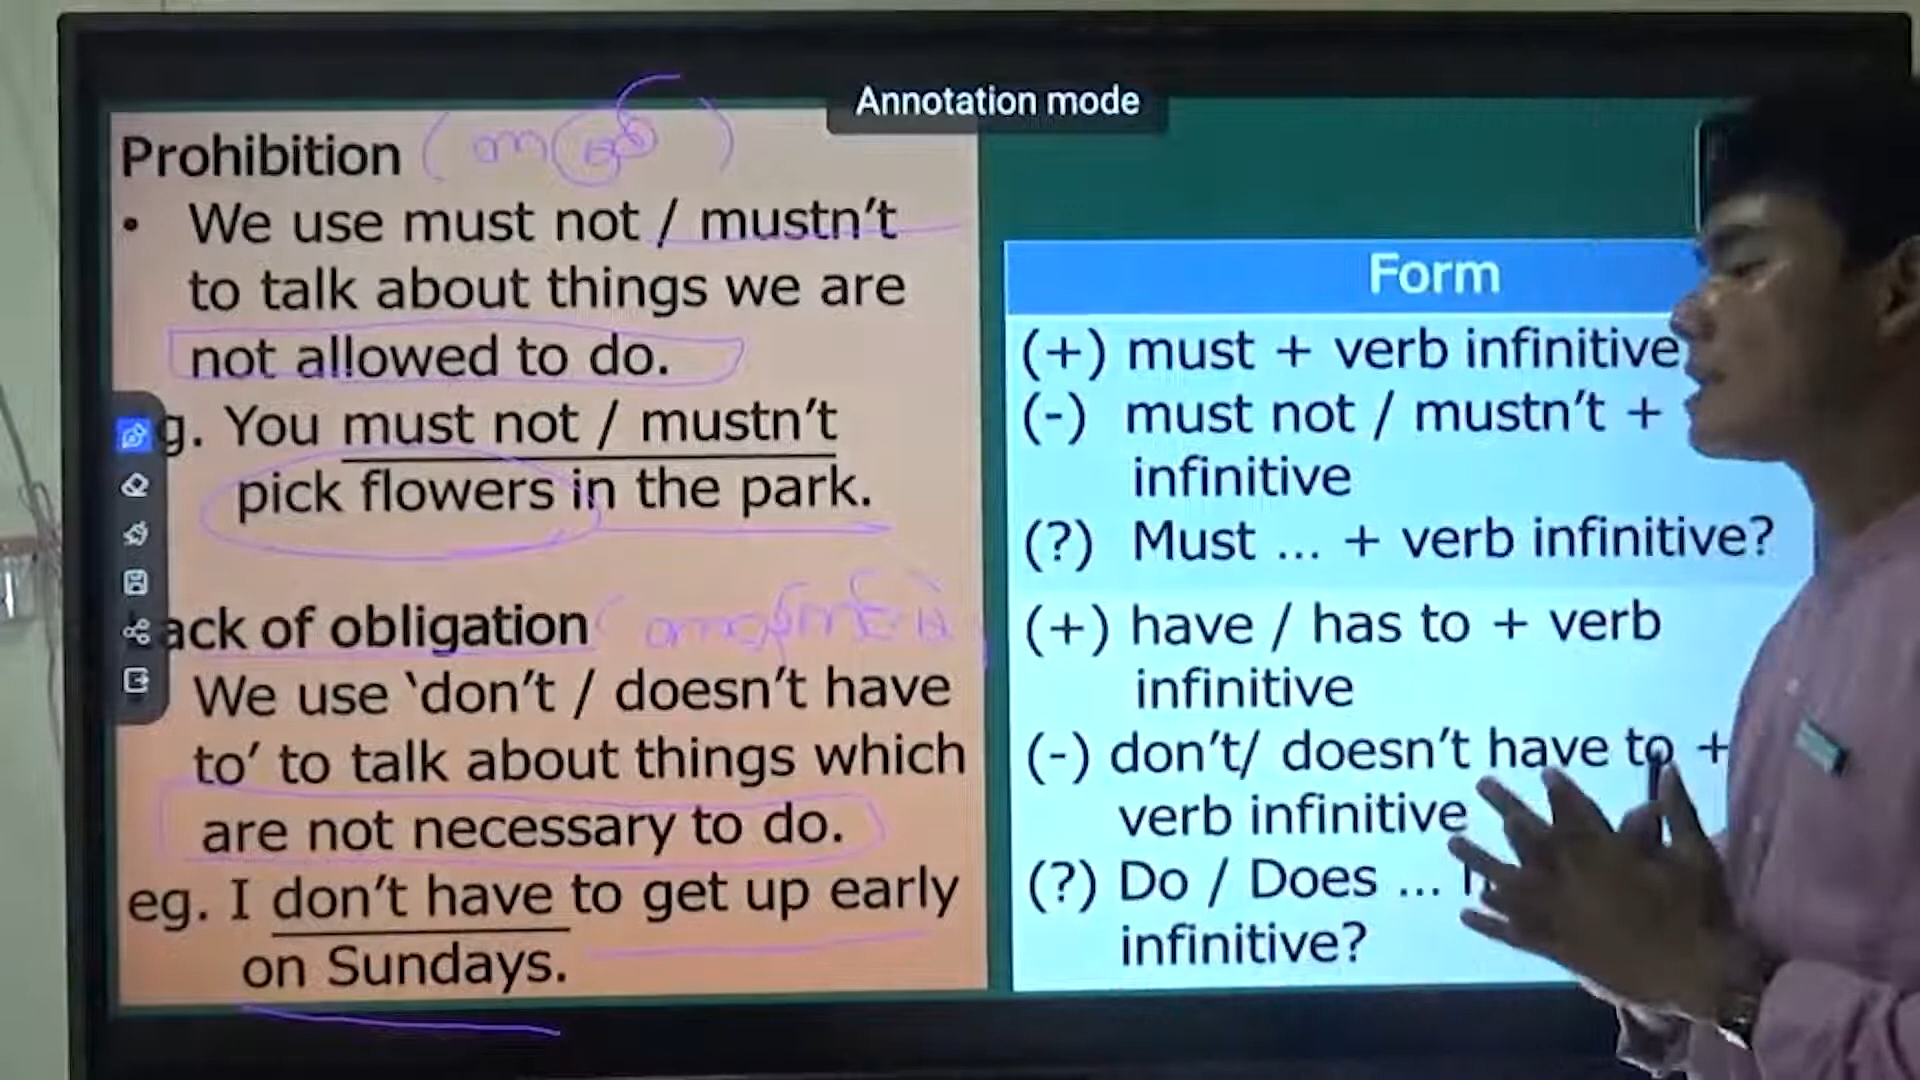 Annotation mode
Prohibition
• We use must not / mustn't
to talk about things we are
not allowed to do.
g. You must not / mustn't
pick flowers in the park.
ack of obligation
We use ‘don't / doesn't have
to’ to talk about things which
are not necessary to do.
eg. I don't have to get up early
on Sundays.
Form
(+) must + verb infinitive
(-) must not / mustn't +
infinitive
(?) Must ... + verb infinitive?
(+) have / has to + verb
infinitive
(-) don't/ doesn't have to +
verb infinitive
(?) Do / Does ...
infinitive?